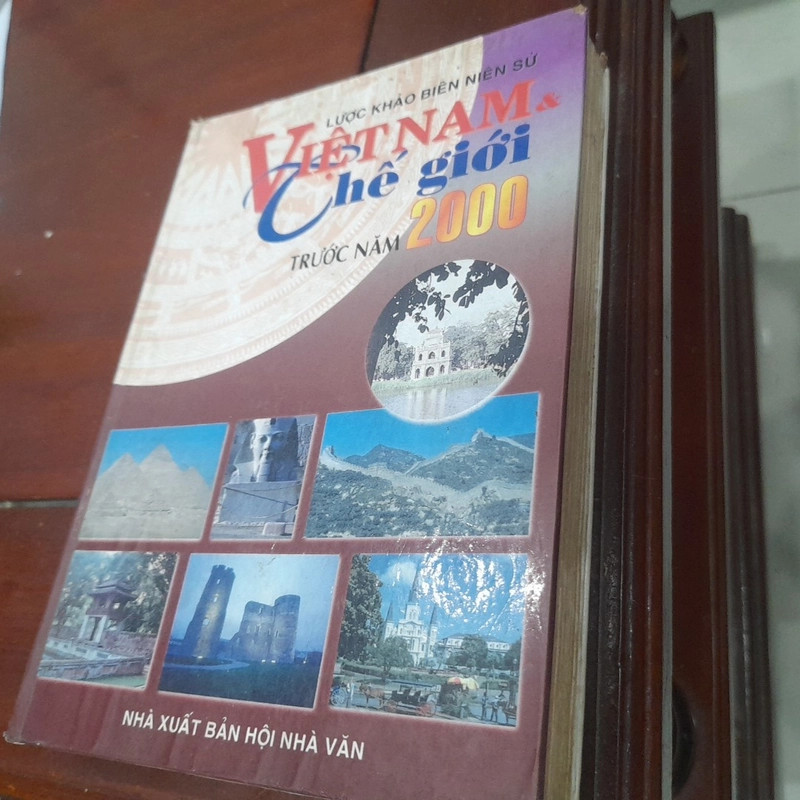 LƯỢC KHẢO BIÊN NIÊN SỬ
VIỆT NAM &
Thế giới
TRƯỚC NĂM 2000
NHÀ XUẤT BẢN HỘI NHÀ VĂN